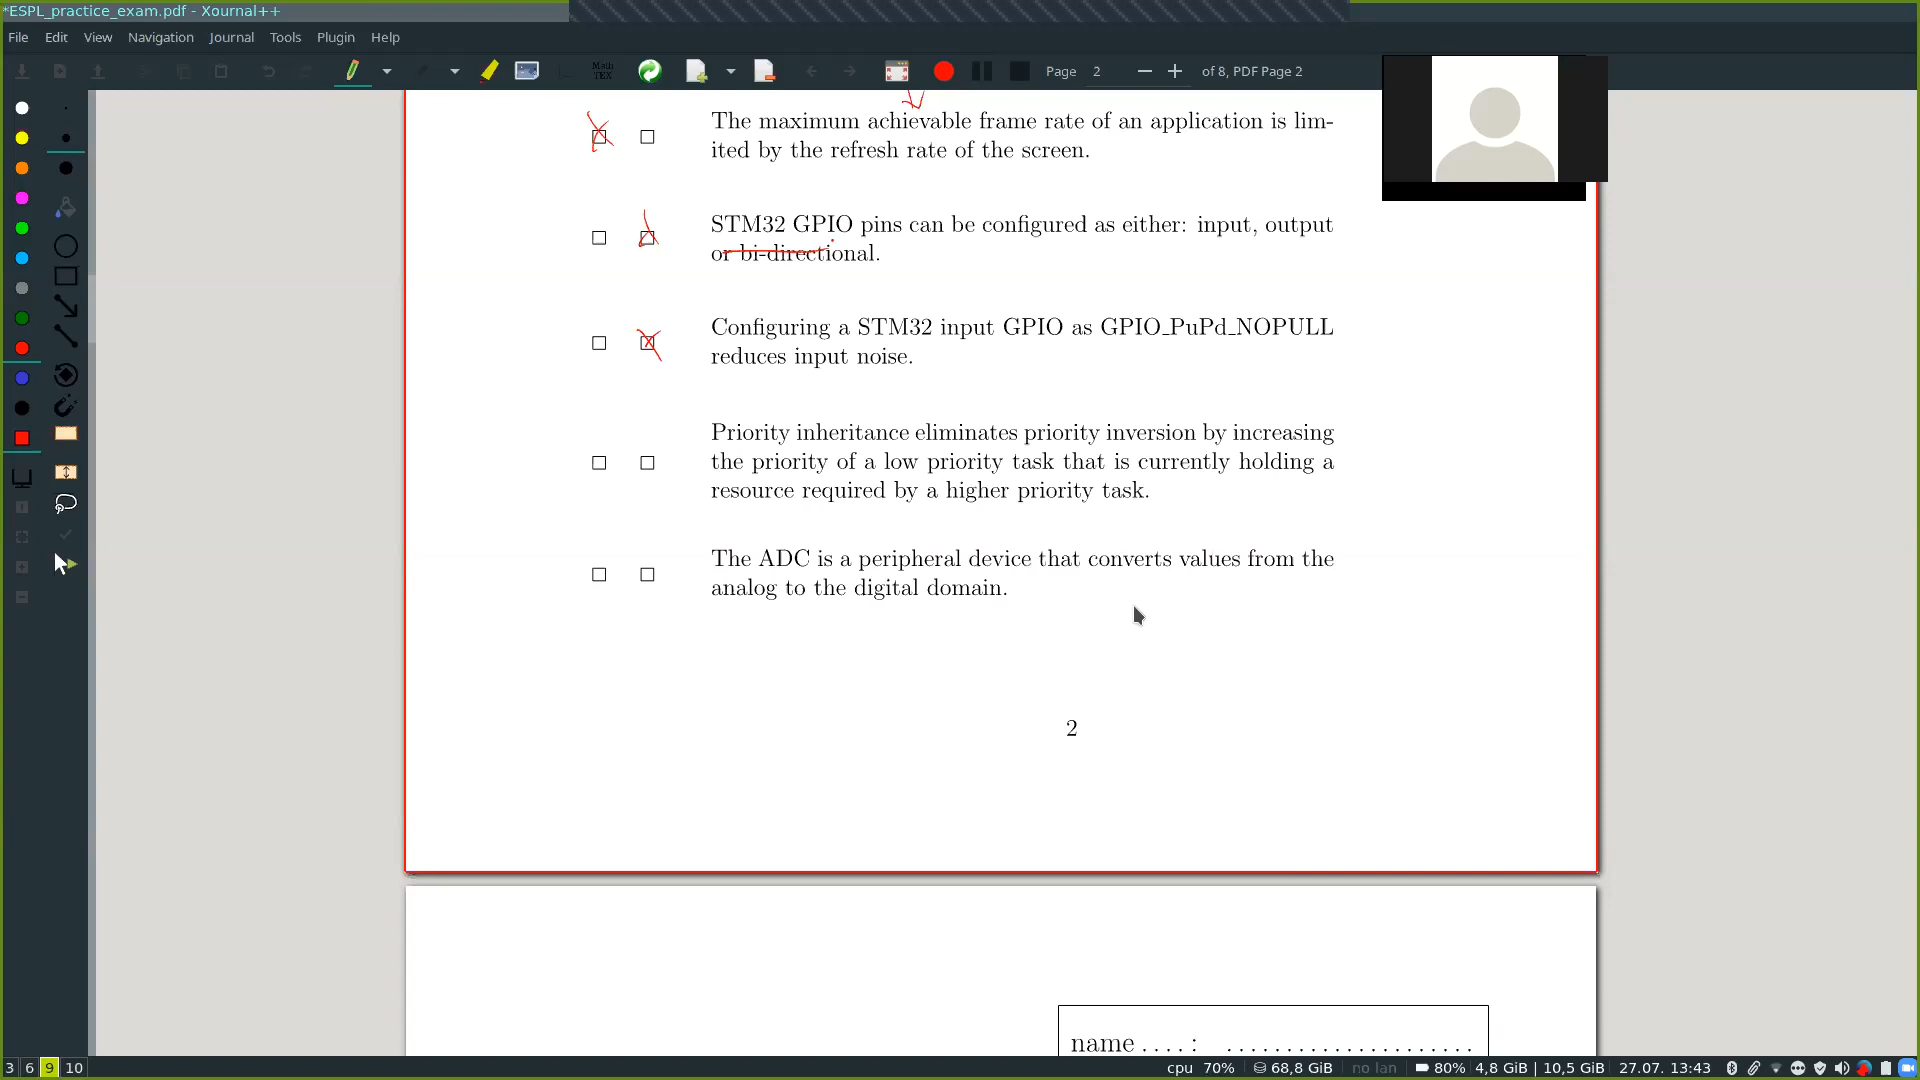 *ESPL_practice_exam.pdf - Xournal++
File Edit View Navigation Journal Tools Plugin Help
Math
TEX
Page 2 of 8, PDF Page 2
The maximum achievable frame rate of an application is lim-
ited by the refresh rate of the screen.
STM32 GPIO pins can be configured as either: input, output
or bi-directional.
Configuring a STM32 input GPIO as GPIO_PuPd_NOPULL
reduces input noise.
Priority inheritance eliminates priority inversion by increasing
the priority of a low priority task that is currently holding a
resource required by a higher priority task.
The ADC is a peripheral device that converts values from the
analog to the digital domain.
2
name . . . . : . . . . . . . . . . . . . . . . . . . . .
3 6 9 10
cpu 70% 68,8 GiB no lan 80% 4,8 GiB | 10,5 GiB 27.07. 13:43